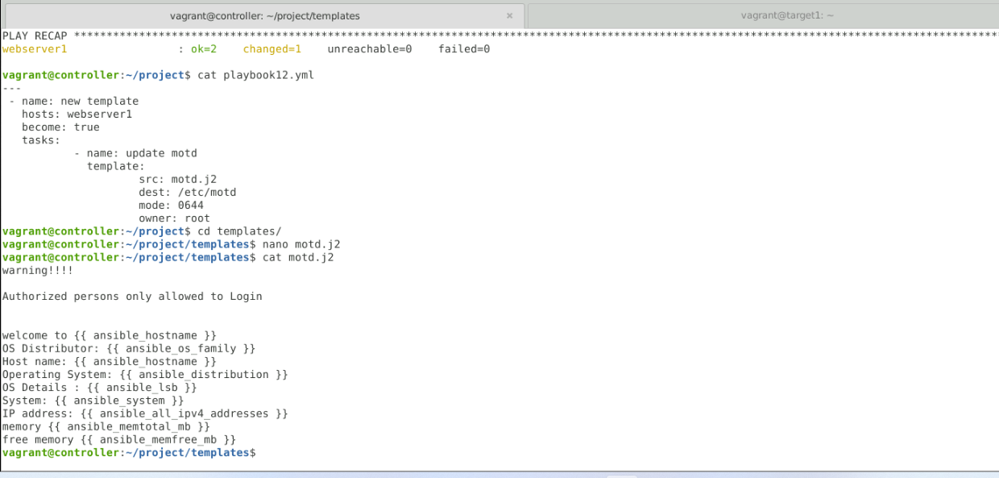 vagrant@controller: ~/project/templates × vagrant@target1: ~
PLAY RECAP ****************************************************************************************************************************************************
webserver1 : ok=2 changed=1 unreachable=0 failed=0
vagrant@controller:~/project$ cat playbook12.yml
---
- name: new template
hosts: webserver1
become: true
tasks:
- name: update motd
template:
src: motd.j2
dest: /etc/motd
mode: 0644
owner: root
vagrant@controller:~/project$ cd templates/
vagrant@controller:~/project/templates$ nano motd.j2
vagrant@controller:~/project/templates$ cat motd.j2
warning!!!!
Authorized persons only allowed to Login
welcome to {{ ansible_hostname }}
OS Distributor: {{ ansible_os_family }}
Host name: {{ ansible_hostname }}
Operating System: {{ ansible_distribution }}
OS Details : {{ ansible_lsb }}
System: {{ ansible_system }}
IP address: {{ ansible_all_ipv4_addresses }}
memory {{ ansible_memtotal_mb }}
free memory {{ ansible_memfree_mb }}
vagrant@controller:~/project/templates$